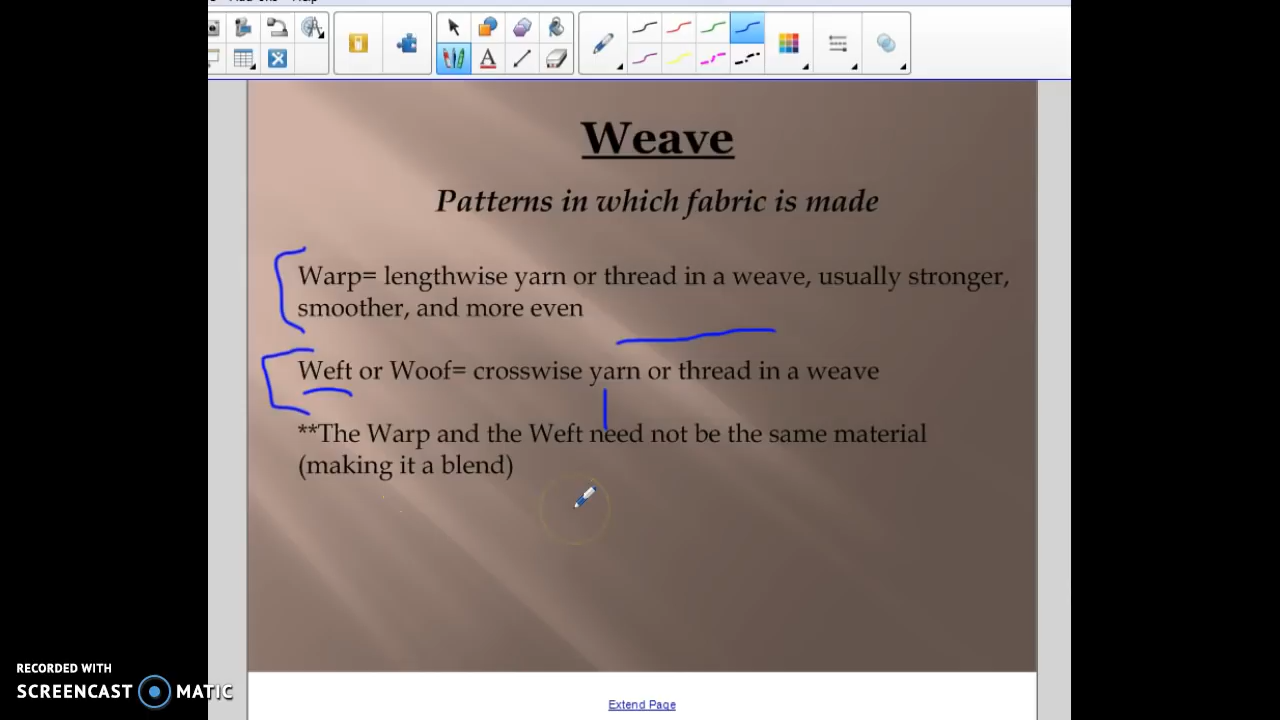 Weave
Patterns in which fabric is made
Warp= lengthwise yarn or thread in a weave, usually stronger,
smoother, and more even
Weft or Woof= crosswise yarn or thread in a weave
**The Warp and the Weft need not be the same material
(making it a blend)
RECORDED WITH
SCREENCAST MATIC
Extend Page